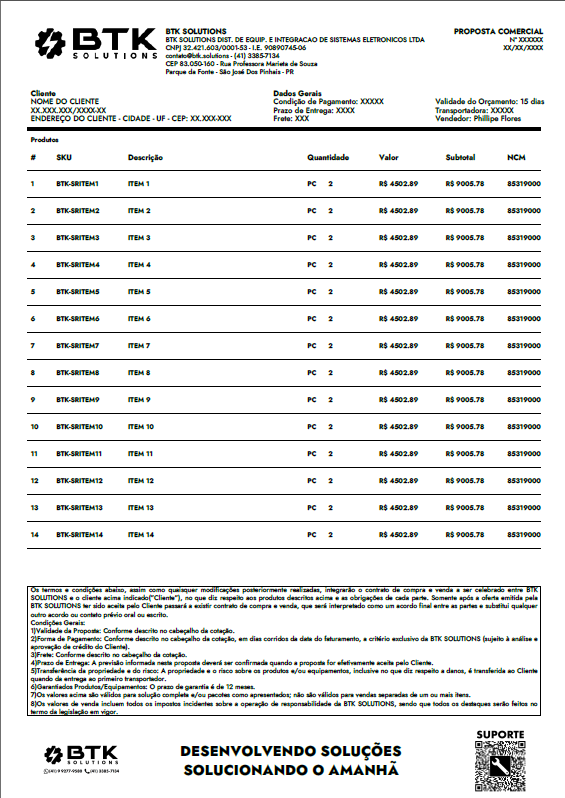 BTK
SOLUTIONS
BTK SOLUTIONS
BTK SOLUTIONS DIST. DE EQUIP. E INTEGRACAO DE SISTEMAS ELETRONICOS LTDA
CNPJ 32.421.603/0001-53 - I.E. 90890745-06
contato@btk.solutions - (41) 3385-7134
CEP 83.050-160 - Rua Professora Marieta de Souza
Parque da Fonte - São José Dos Pinhais - PR
PROPOSTA COMERCIAL
Nº XXXXXX
XX/XX/XXXX
Cliente
NOME DO CLIENTE
XX.XXX.XXX/XXXX-XX
ENDEREÇO DO CLIENTE - CIDADE - UF - CEP: XX.XXX-XXX
Dados Gerais
Condição de Pagamento: XXXXX
Prazo de Entrega: XXXX
Frete: XXX
Validade do Orçamento: 15 dias
Transportadora: XXXXX
Vendedor: Phillipe Flores
Produtos
# SKU Descrição Quantidade Valor Subtotal NCM
1 BTK-SRITEM1 ITEM 1 PC 2 R$ 4502.89 R$ 9005.78 85319000
2 BTK-SRITEM2 ITEM 2 PC 2 R$ 4502.89 R$ 9005.78 85319000
3 BTK-SRITEM3 ITEM 3 PC 2 R$ 4502.89 R$ 9005.78 85319000
4 BTK-SRITEM4 ITEM 4 PC 2 R$ 4502.89 R$ 9005.78 85319000
5 BTK-SRITEM5 ITEM 5 PC 2 R$ 4502.89 R$ 9005.78 85319000
6 BTK-SRITEM6 ITEM 6 PC 2 R$ 4502.89 R$ 9005.78 85319000
7 BTK-SRITEM7 ITEM 7 PC 2 R$ 4502.89 R$ 9005.78 85319000
8 BTK-SRITEM8 ITEM 8 PC 2 R$ 4502.89 R$ 9005.78 85319000
9 BTK-SRITEM9 ITEM 9 PC 2 R$ 4502.89 R$ 9005.78 85319000
10 BTK-SRITEM10 ITEM 10 PC 2 R$ 4502.89 R$ 9005.78 85319000
11 BTK-SRITEM11 ITEM 11 PC 2 R$ 4502.89 R$ 9005.78 85319000
12 BTK-SRITEM12 ITEM 12 PC 2 R$ 4502.89 R$ 9005.78 85319000
13 BTK-SRITEM13 ITEM 13 PC 2 R$ 4502.89 R$ 9005.78 85319000
14 BTK-SRITEM14 ITEM 14 PC 2 R$ 4502.89 R$ 9005.78 85319000
Os termos e condições abaixo, assim como quaisquer modificações posteriormente realizadas, integrarão o contrato de compra e venda a ser celebrado entre BTK
SOLUTIONS e o cliente acima indicado("Cliente"), no que diz respeito aos produtos descritos acima e as obrigações de cada parte. Somente após a oferta emitida pela
BTK SOLUTIONS ter sido aceita pelo Cliente passará a existir contrato de compra e venda, que será interpretado como um acordo final entre as partes e substitui qualquer
outro acordo ou contato prévio oral ou escrito.
Condições Gerais:
1)Validade da Proposta: Conforme descrito no cabeçalho da cotação.
2)Forma de Pagamento: Conforme descrito no cabeçalho da cotação, em dias corridos da data do faturamento, a critério exclusivo da BTK SOLUTIONS (sujeito à análise e
aprovação de crédito do Cliente).
3)Frete: Conforme descrito no cabeçalho da cotação.
4)Prazo de Entrega: A previsão informada nesta proposta deverá ser confirmada quando a proposta for efetivamente aceita pelo Cliente.
5)Transferência da propriedade e do risco: A propriedade e o risco sobre os produtos e/ou equipamentos, inclusive no que diz respeito a danos, é transferida ao Cliente
quando da entrega ao primeiro transportador.
6)Garantidos Produtos/Equipamentos: O prazo de garantia é de 12 meses.
7)Os valores acima são válidos para solução completa e/ou pacotes como apresentados; não são válidos para vendas separadas de um ou mais itens.
8)Os valores de venda incluem todos os impostos incidentes sobre a operação de responsabilidade da BTK SOLUTIONS, sendo que todos os destaques serão feitos no
termo da legislação em vigor.
BTK
SOLUTIONS
(41) 3385-7134
DESENVOLVENDO SOLUÇÕES
SOLUCIONANDO O AMANHÃ
SUPORTE